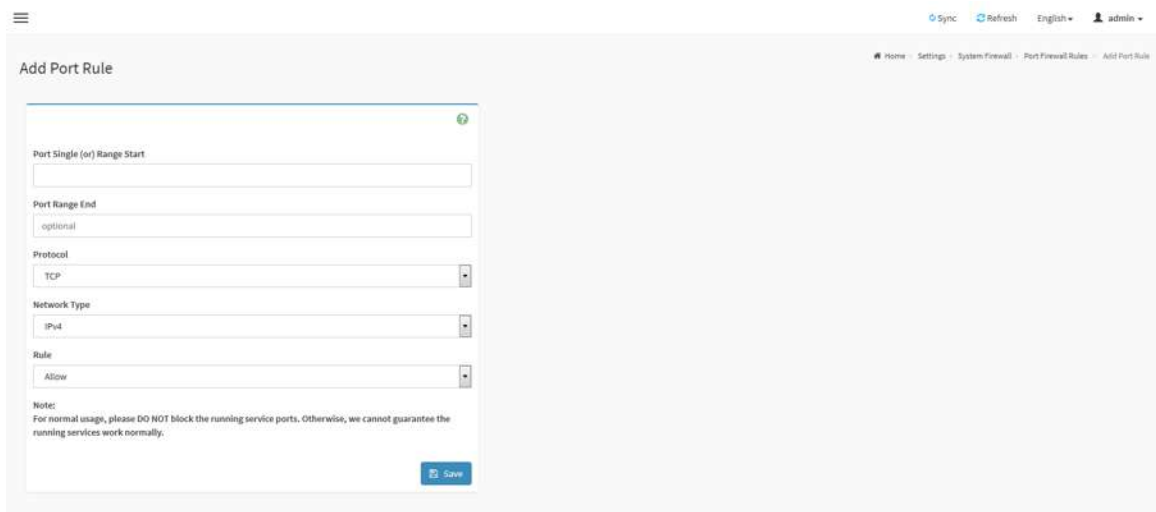 Sync Refresh English admin
Home Settings System Firewall Port Firewall Rules Add Port Rule
Add Port Rule
Port Single (or) Range Start
Port Range End
optional
Protocol
TCP
Network Type
IPv4
Rule
Allow
Note:
For normal usage, please DO NOT block the running service ports. Otherwise, we cannot guarantee the
running services work normally.
Save